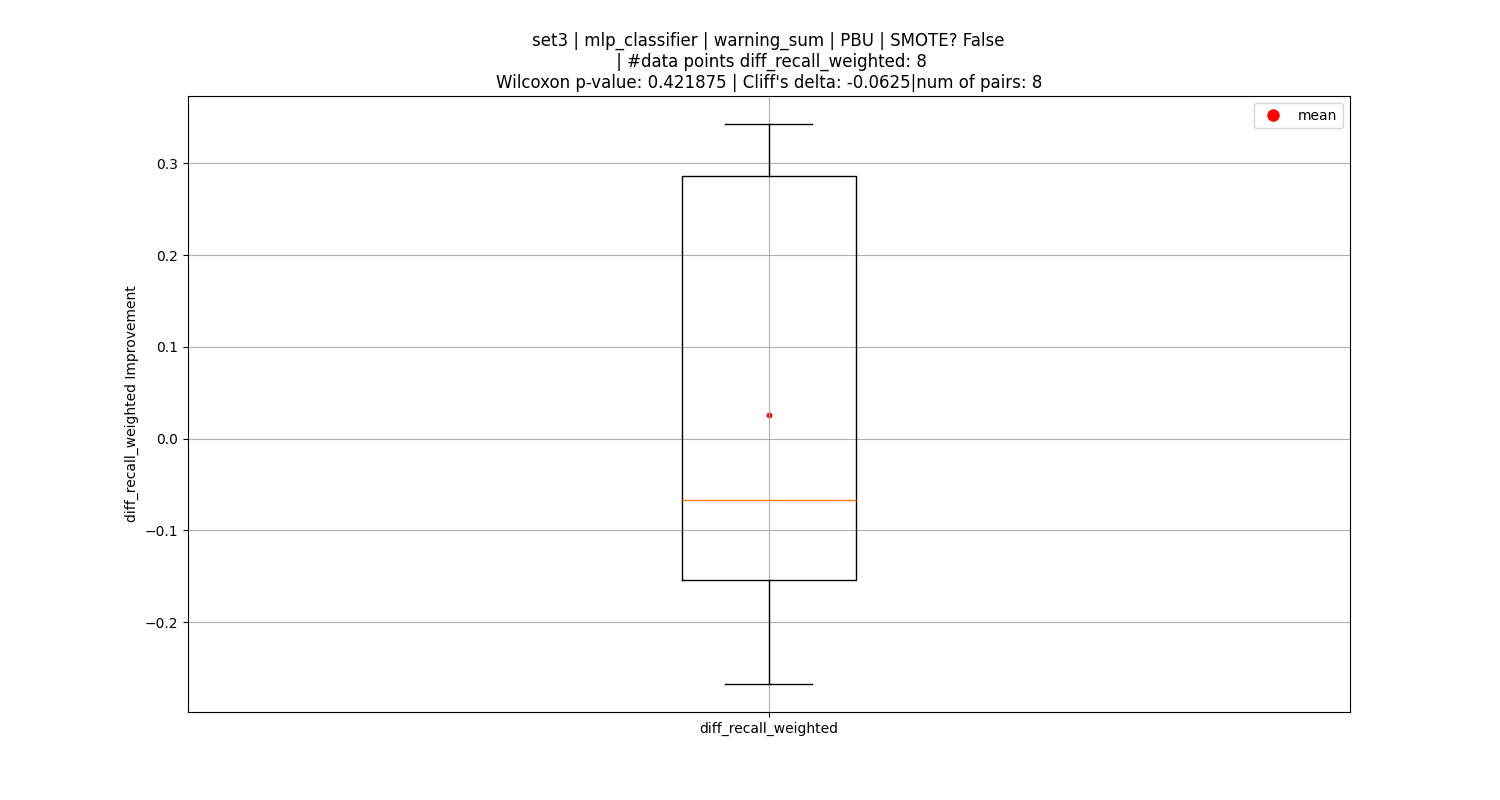 set3 | mlp_classifier | warning_sum | PBU | SMOTE? False
| #data points diff_recall_weighted: 8
Wilcoxon p-value: 0.421875 | Cliff's delta: -0.0625|num of pairs: 8
mean
0.3
0.2
0.1
0.0
−0.1
−0.2
diff_recall_weighted Improvement
diff_recall_weighted